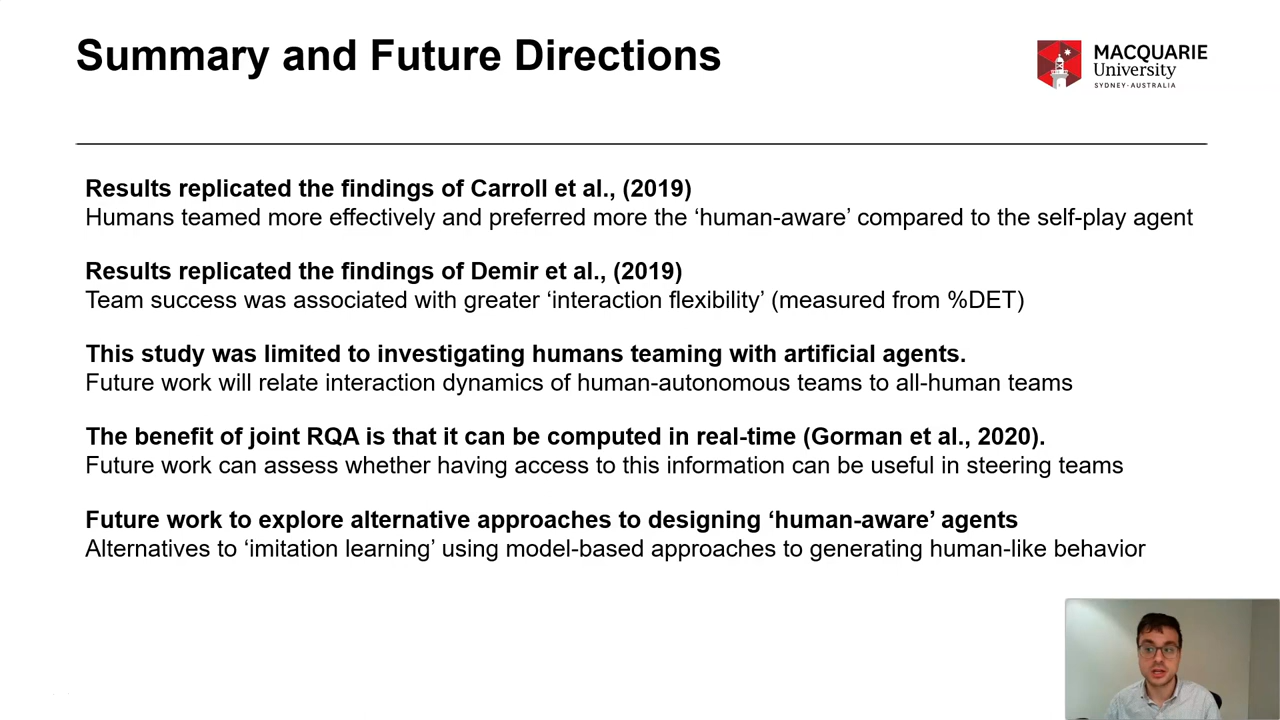 Summary and Future Directions
MACQUARIE
University
SYDNEY·AUSTRALIA
Results replicated the findings of Carroll et al., (2019)
Humans teamed more effectively and preferred more the ‘human-aware’ compared to the self-play agent
Results replicated the findings of Demir et al., (2019)
Team success was associated with greater ‘interaction flexibility’ (measured from %DET)
This study was limited to investigating humans teaming with artificial agents.
Future work will relate interaction dynamics of human-autonomous teams to all-human teams
The benefit of joint RQA is that it can be computed in real-time (Gorman et al., 2020).
Future work can assess whether having access to this information can be useful in steering teams
Future work to explore alternative approaches to designing ‘human-aware’ agents
Alternatives to ‘imitation learning’ using model-based approaches to generating human-like behavior